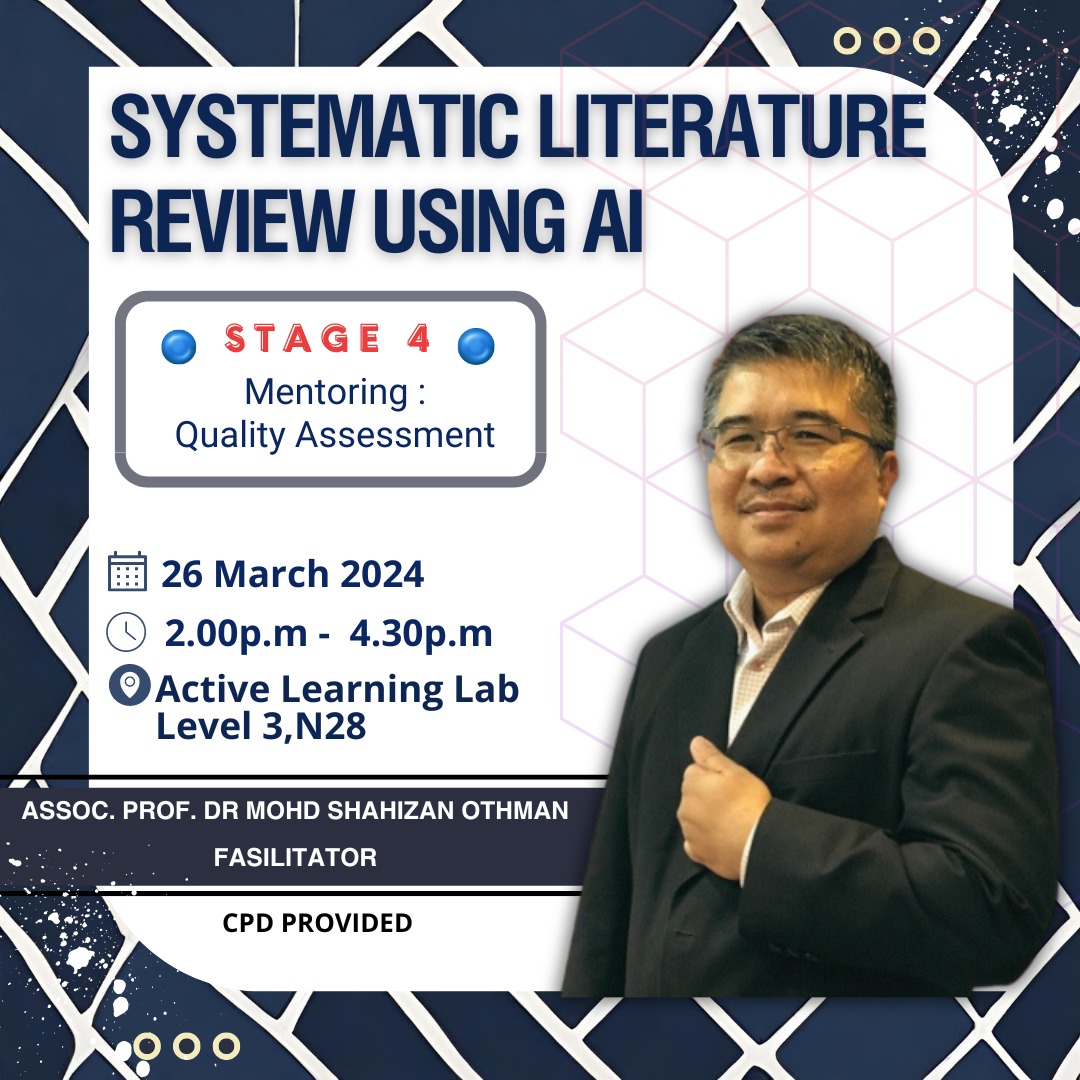 SYSTEMATIC LITERATURE
REVIEW USING AI
STAGE 4
Mentoring :
Quality Assessment
26 March 2024
2.00p.m - 4.30p.m
Active Learning Lab
Level 3,N28
ASSOC. PROF. DR MOHD SHAHIZAN OTHMAN
FASILITATOR
CPD PROVIDED